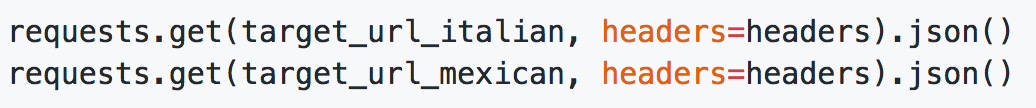 requests.get(target_url_italian, headers=headers).json()
requests.get(target_url_mexican, headers=headers).json()